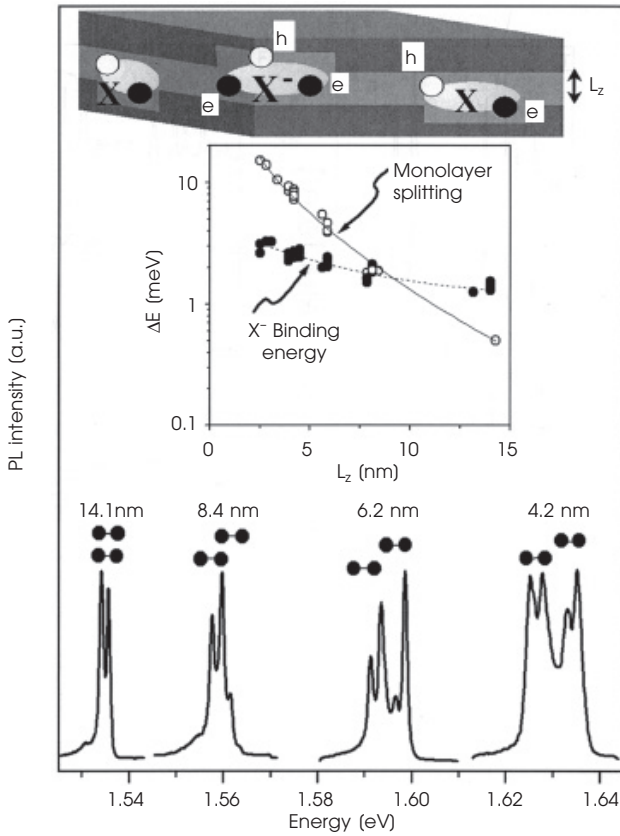 h
h
X
e
X⁻
e
X
e
L_z
10
Monolayer
splitting
ΔE (meV)
1
X⁻ Binding
energy
0.1
0
5
10
15
L_z (nm)
PL intensity (a.u.)
14.1nm
8.4 nm
6.2 nm
4.2 nm
1.54
1.56
1.58
1.60
1.62
1.64
Energy (eV)